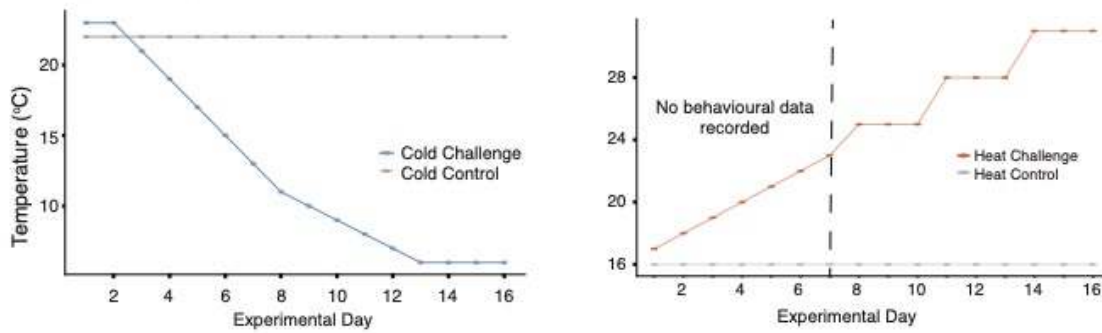 Temperature (°C)
20
15
10
2 4 6 8 10 12 14 16
Experimental Day
Cold Challenge
Cold Control
28
24
20
16
2 4 6 8 10 12 14 16
Experimental Day
No behavioural data
recorded
Heat Challenge
Heat Control